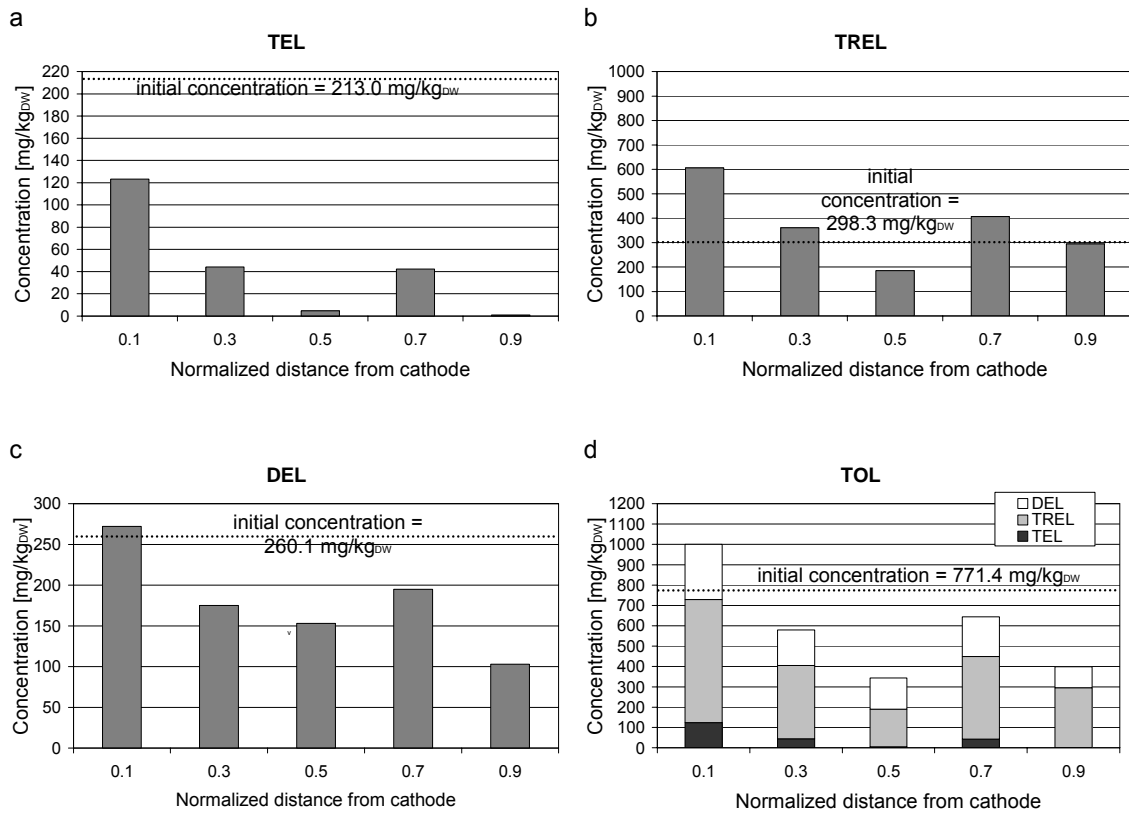 a
TEL
Concentration [mg/kgDW]
220
200
180
160
140
120
100
80
60
40
20
0
initial concentration = 213.0 mg/kgDW
0.1 0.3 0.5 0.7 0.9
Normalized distance from cathode
b
TREL
Concentration [mg/kgDW]
1000
900
800
700
600
500
400
300
200
100
0
initial
concentration =
298.3 mg/kgDW
0.1 0.3 0.5 0.7 0.9
Normalized distance from cathode
c
DEL
Concentration [mg/kgDW]
300
250
200
150
100
50
0
initial concentration =
260.1 mg/kgDW
v
0.1 0.3 0.5 0.7 0.9
Normalized distance from cathode
d
TOL
Concentration [mg/kgDW]
1200
1100
1000
900
800
700
600
500
400
300
200
100
0
DEL
TREL
TEL
initial concentration = 771.4 mg/kgDW
0.1 0.3 0.5 0.7 0.9
Normalized distance from cathode